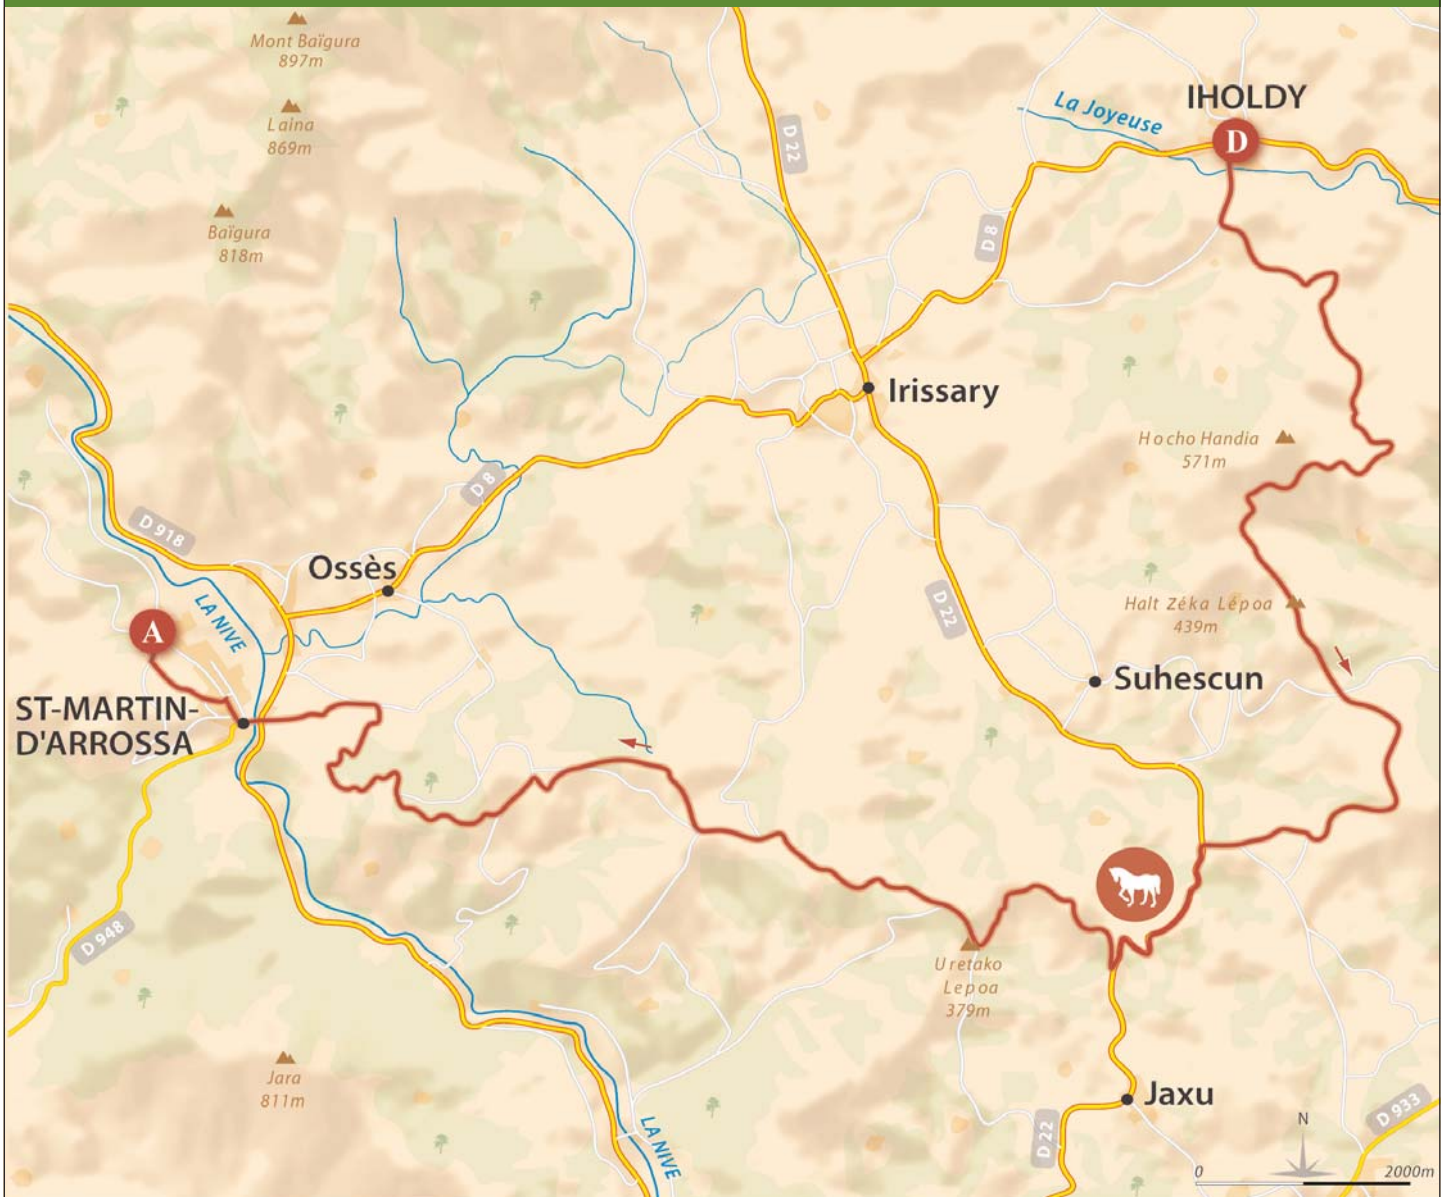 Mont Baïgura
897m
Laina
869m
Baïgura
818m
D 22
La Joyeuse
IHOLDY
D
D 8
Irissary
Hocho Handia
571m
D 8
D 918
Ossès
LA NIVE
A
Halt Zéka Lépoa
439m
D 22
Suhescun
ST-MARTIN-
D'ARROSSA
D 948
Uretako
Lepoa
379m
Jara
811m
Jaxu
LA NIVE
D 22
D 933
N
0 2000m